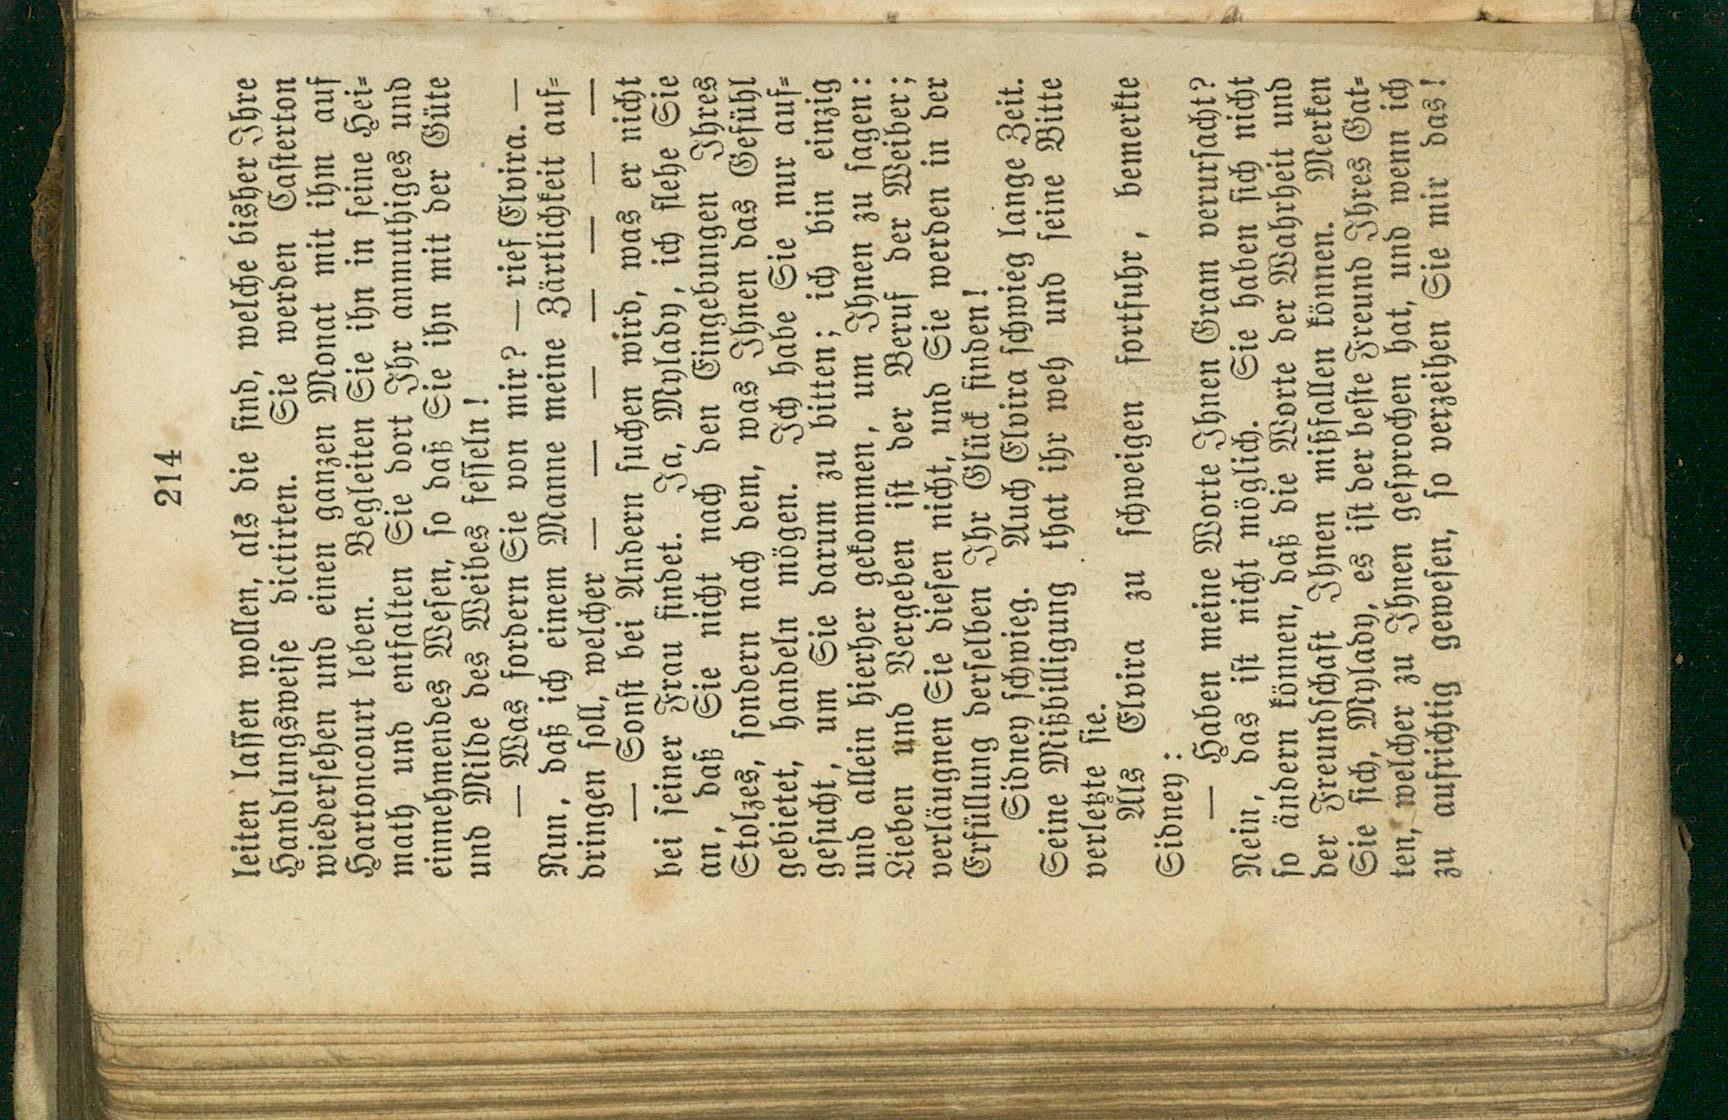 214
leiten lassen wollen, als die sind, welche bisher Ihre
Handlungsweise dictirten. Sie werden Casterton
wiedersehen und einen ganzen Monat mit ihm auf
Hartoncourt leben. Begleiten Sie ihn in seine Hei-
math und entfalten Sie dort Ihr anmuthiges und
einnehmendes Wesen, so daß Sie ihn mit der Güte
und Milde des Weibes fesseln!
— Was fordern Sie von mir? — rief Elvira. —
Nun, daß ich einem Manne meine Zärtlichkeit auf-
dringen soll, welcher — — — — — — —
— Sonst bei Andern suchen wird, was er nicht
bei seiner Frau findet. Ja, Mylady, ich flehe Sie
an, daß Sie nicht nach den Eingebungen Ihres
Stolzes, sondern nach dem, was Ihnen das Gefühl
gebietet, handeln mögen. Ich habe Sie nur auf-
gesucht, um Sie darum zu bitten; ich bin einzig
und allein hierher gekommen, um Ihnen zu sagen:
Lieben und Vergeben ist der Beruf der Weiber;
verläugnen Sie diesen nicht, und Sie werden in der
Erfüllung derselben Ihr Glück finden!
Sidney schwieg. Auch Elvira schwieg lange Zeit.
Seine Mißbilligung that ihr weh und seine Bitte
verletzte sie.
Als Elvira zu schweigen fortfuhr, bemerkte
Sidney:
— Haben meine Worte Ihnen Gram verursacht?
Nein, das ist nicht möglich. Sie haben sich nicht
so ändern können, daß die Worte der Wahrheit und
der Freundschaft Ihnen mißfallen können. Merken
Sie sich, Mylady, es ist der beste Freund Ihres Gat-
ten, welcher zu Ihnen gesprochen hat, und wenn ich
zu aufrichtig gewesen, so verzeihen Sie mir das!